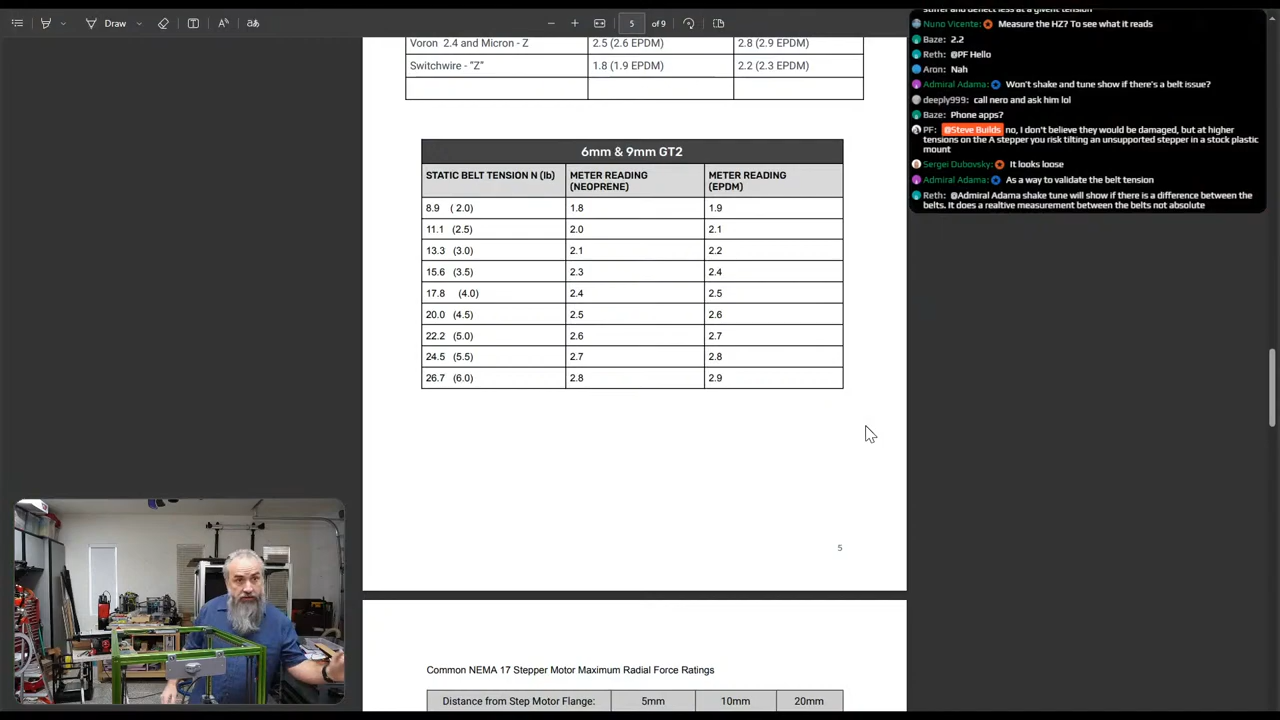 Draw
5 of 9
Voron 2.4 and Micron - Z 2.5 (2.6 EPDM) 2.8 (2.9 EPDM)
Switchwire - "Z" 1.8 (1.9 EPDM) 2.2 (2.3 EPDM)
6mm & 9mm GT2
STATIC BELT TENSION N (lb) METER READING (NEOPRENE) METER READING (EPDM)
8.9 ( 2.0) 1.8 1.9
11.1 (2.5) 2.0 2.1
13.3 (3.0) 2.1 2.2
15.6 (3.5) 2.3 2.4
17.8 (4.0) 2.4 2.5
20.0 (4.5) 2.5 2.6
22.2 (5.0) 2.6 2.7
24.5 (5.5) 2.7 2.8
26.7 (6.0) 2.8 2.9
5
Common NEMA 17 Stepper Motor Maximum Radial Force Ratings
Distance from Step Motor Flange: 5mm 10mm 20mm
Nuno Vicente: Measure the HZ? To see what it reads
Baze: 2.2
Reth: @PF Hello
Aron: Nah
Admiral Adama: Won't shake and tune show if there's a belt issue?
deeply999: call nero and ask him lol
Baze: Phone apps?
PF: @Steve Builds no, I don't believe they would be damaged, but at higher
tensions on the A stepper you risk tilting an unsupported stepper in a stock plastic
mount
Sergei Dubovsky: It looks loose
Admiral Adama: As a way to validate the belt tension
Reth: @Admiral Adama shake tune will show if there is a difference between the
belts. It does a realtive measurement between the belts not absolute